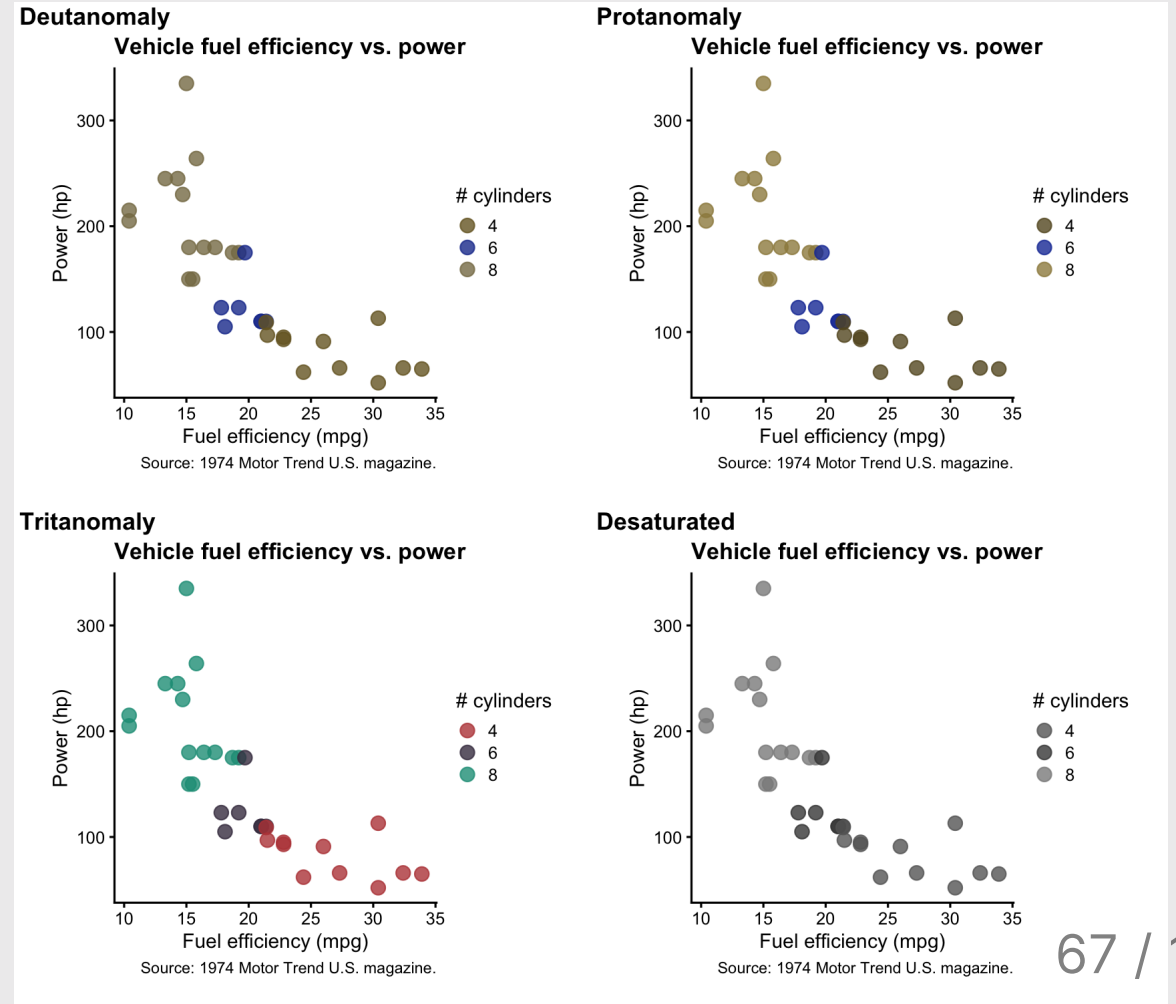 Deutanomaly
Vehicle fuel efficiency vs. power
300
200
100
Power (hp)
10 15 20 25 30 35
Fuel efficiency (mpg)
Source: 1974 Motor Trend U.S. magazine.
# cylinders
4
6
8
Protanomaly
Vehicle fuel efficiency vs. power
300
200
100
Power (hp)
10 15 20 25 30 35
Fuel efficiency (mpg)
Source: 1974 Motor Trend U.S. magazine.
# cylinders
4
6
8
Tritanomaly
Vehicle fuel efficiency vs. power
300
200
100
Power (hp)
10 15 20 25 30 35
Fuel efficiency (mpg)
Source: 1974 Motor Trend U.S. magazine.
# cylinders
4
6
8
Desaturated
Vehicle fuel efficiency vs. power
300
200
100
Power (hp)
10 15 20 25 30 35
Fuel efficiency (mpg)
Source: 1974 Motor Trend U.S. magazine.
# cylinders
4
6
8
67 /